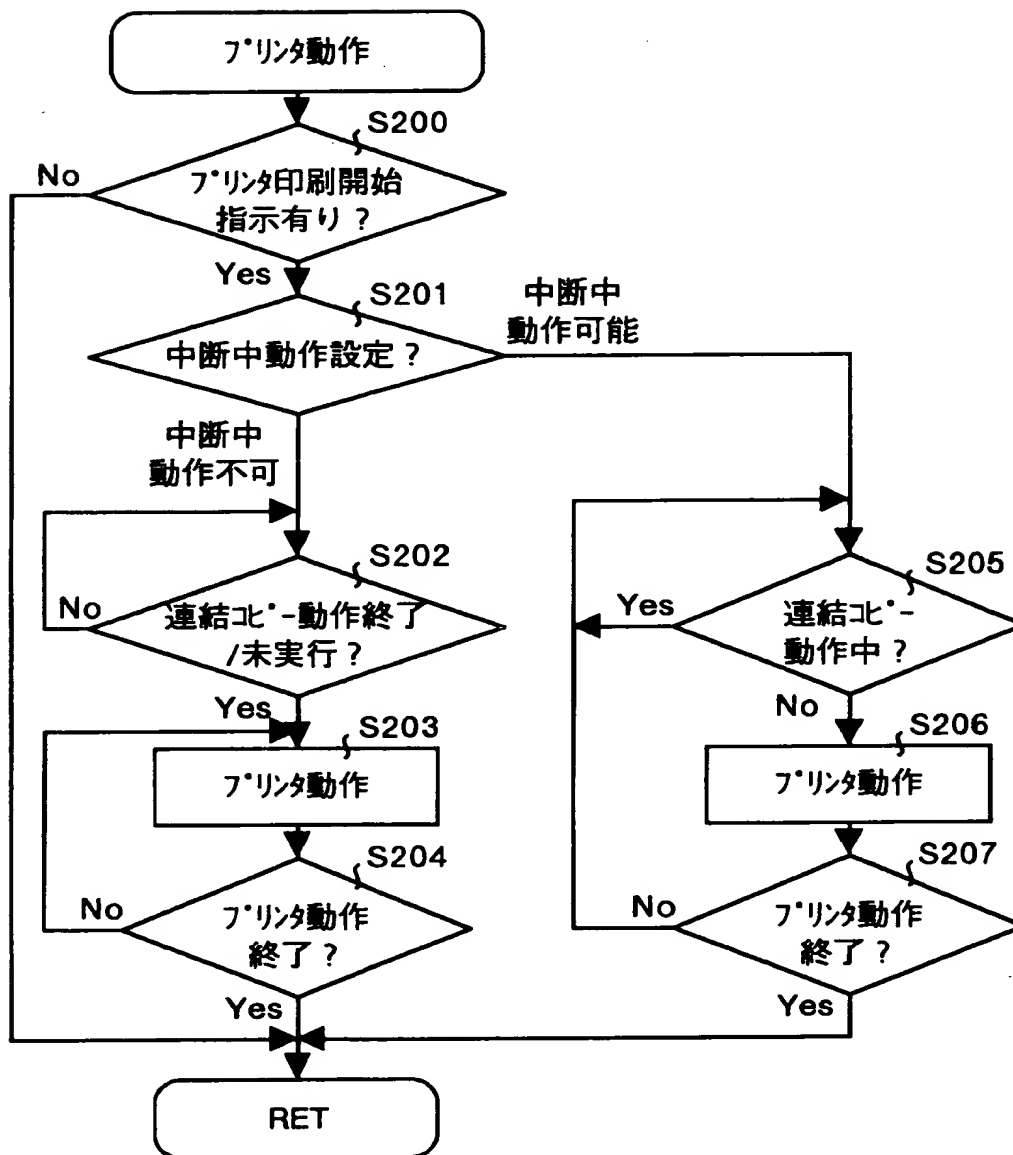 プリンタ動作
S200
No
プリンタ印刷開始
指示有り？
Yes
S201
中断中
動作可能
中断中動作設定？
中断中
動作不可
S202
No
連結コピー動作終了
/未実行？
S205
Yes
連結コピー
動作中？
Yes
No
S203
プリンタ動作
S206
プリンタ動作
S204
No
プリンタ動作
終了？
S207
No
プリンタ動作
終了？
Yes
Yes
RET